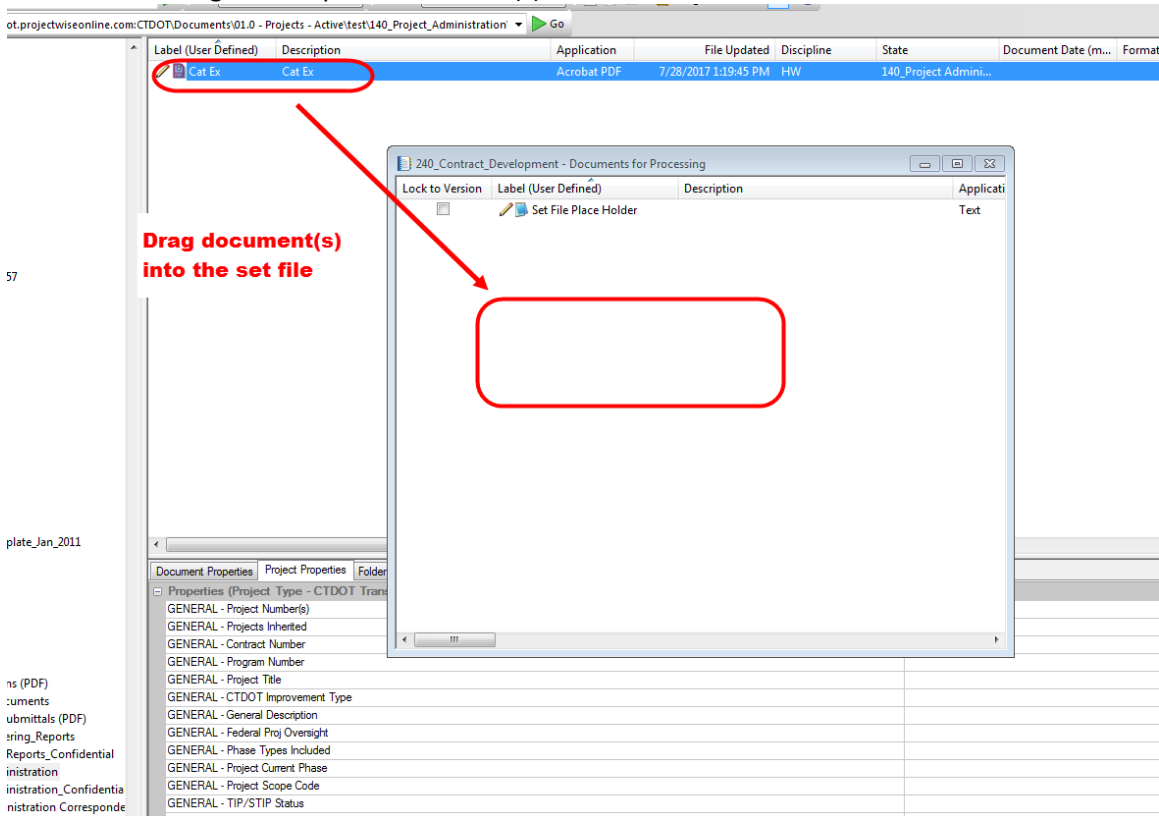 ot.projectwiseonline.com:CTDOT\Documents\01.0 - Projects - Active\test\140_Project_Administration' Go
Label (User Defined) Description Application File Updated Discipline State Document Date (m... Format
Cat Ex Cat Ex Acrobat PDF 7/28/2017 1:19:45 PM HW 140_Project Admini...
240_Contract_Development - Documents for Processing
Lock to Version Label (User Defined) Description Applicati
Set File Place Holder Text
Drag document(s)
into the set file
57
plate_Jan_2011
Document Properties Project Properties Folder
Properties (Project Type - CTDOT Tran
GENERAL - Project Number(s)
GENERAL - Projects Inherited
GENERAL - Contract Number
GENERAL - Program Number
GENERAL - Project Title
GENERAL - CTDOT Improvement Type
GENERAL - General Description
GENERAL - Federal Proj Oversight
GENERAL - Phase Types Included
GENERAL - Project Current Phase
GENERAL - Project Scope Code
GENERAL - TIP/STIP Status
ns (PDF)
cuments
ubmittals (PDF)
ering_Reports
Reports_Confidential
inistration
inistration_Confidentia
nistration Corresponde